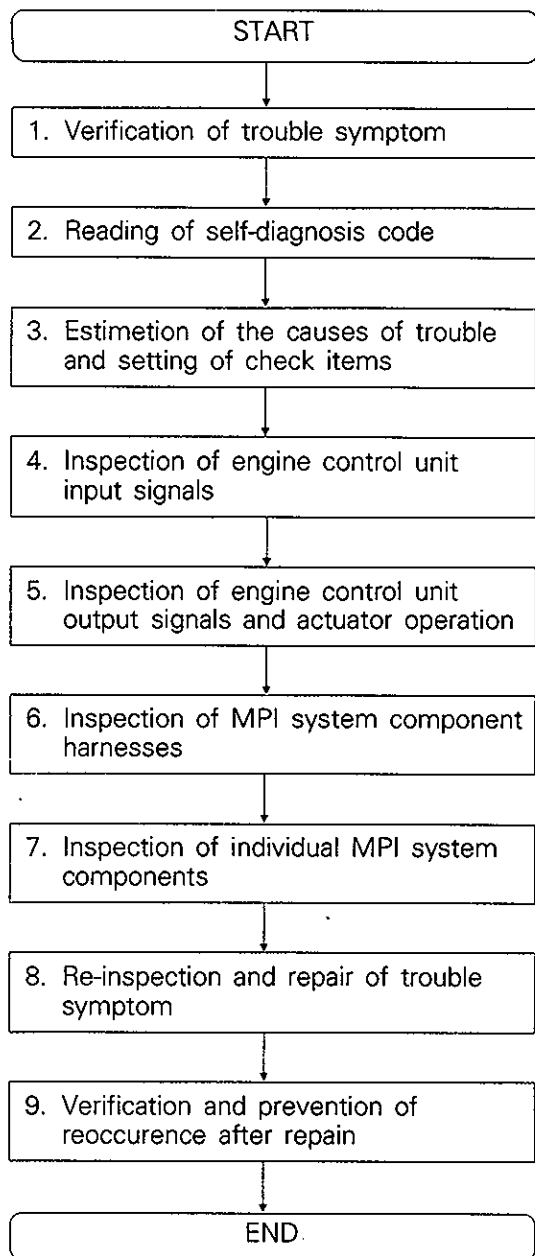 START
1. Verification of trouble symptom
2. Reading of self-diagnosis code
3. Estimetion of the causes of trouble
and setting of check items
4. Inspection of engine control unit
input signals
5. Inspection of engine control unit
output signals and actuator operation
6. Inspection of MPI system component
harnesses
7. Inspection of individual MPI system
components
8. Re-inspection and repair of trouble
symptom
9. Verification and prevention of
reoccurence after repain
END